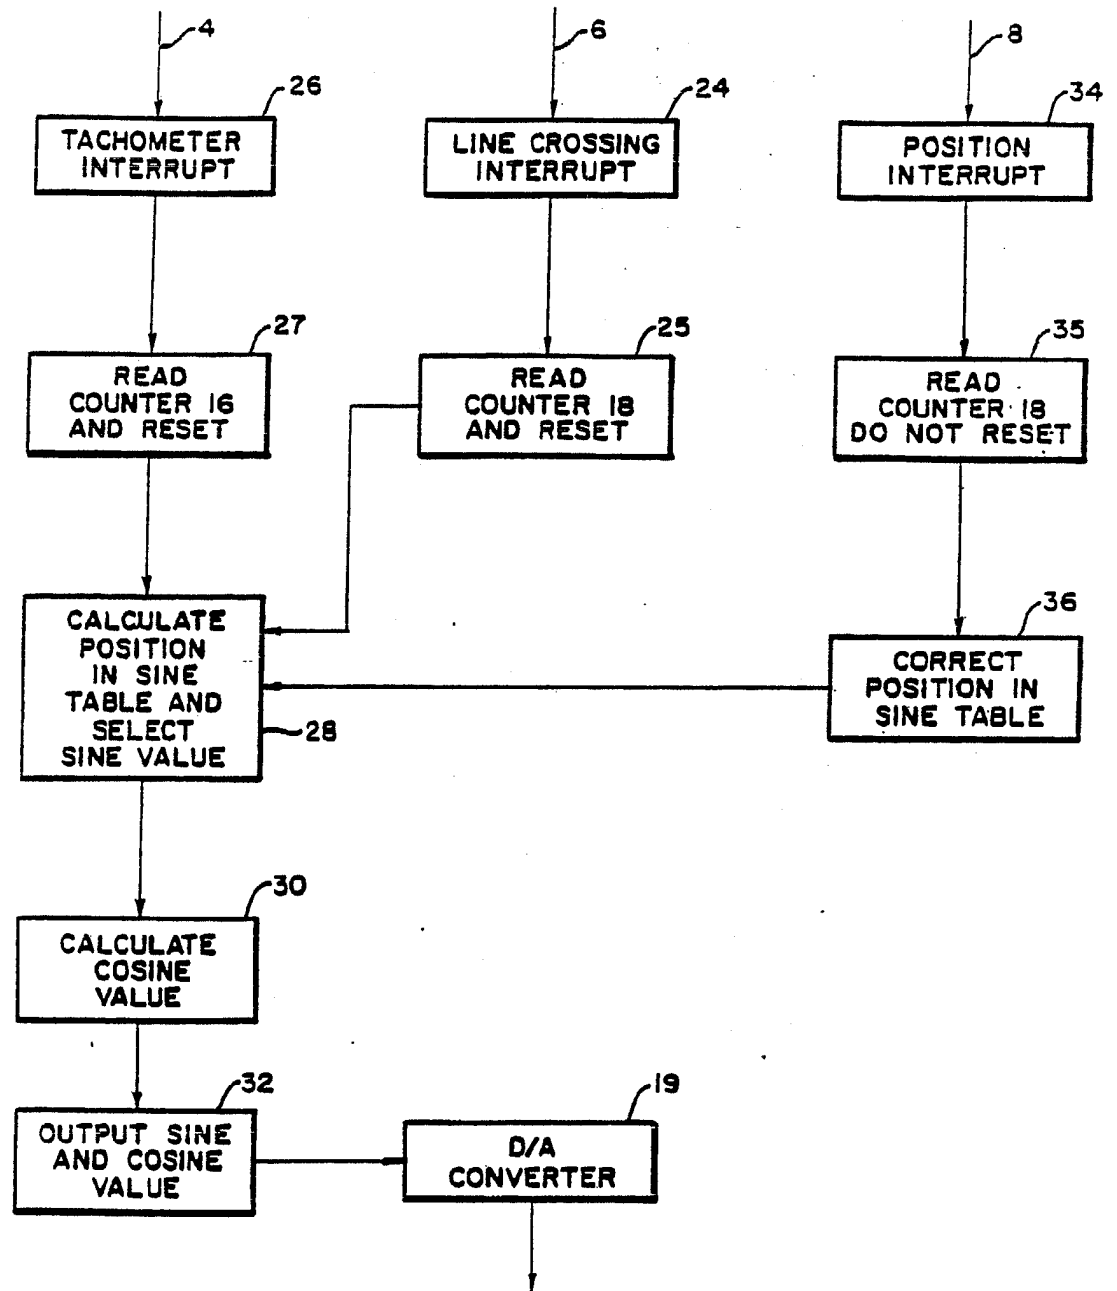 4
6
8
26
24
34
TACHOMETER
INTERRUPT
LINE CROSSING
INTERRUPT
POSITION
INTERRUPT
27
25
35
READ
COUNTER 16
AND RESET
READ
COUNTER 18
AND RESET
READ
COUNTER 18
DO NOT RESET
36
CALCULATE
POSITION
IN SINE
TABLE AND
SELECT
SINE VALUE
28
CORRECT
POSITION IN
SINE TABLE
30
CALCULATE
COSINE
VALUE
32
19
OUTPUT SINE
AND COSINE
VALUE
D/A
CONVERTER